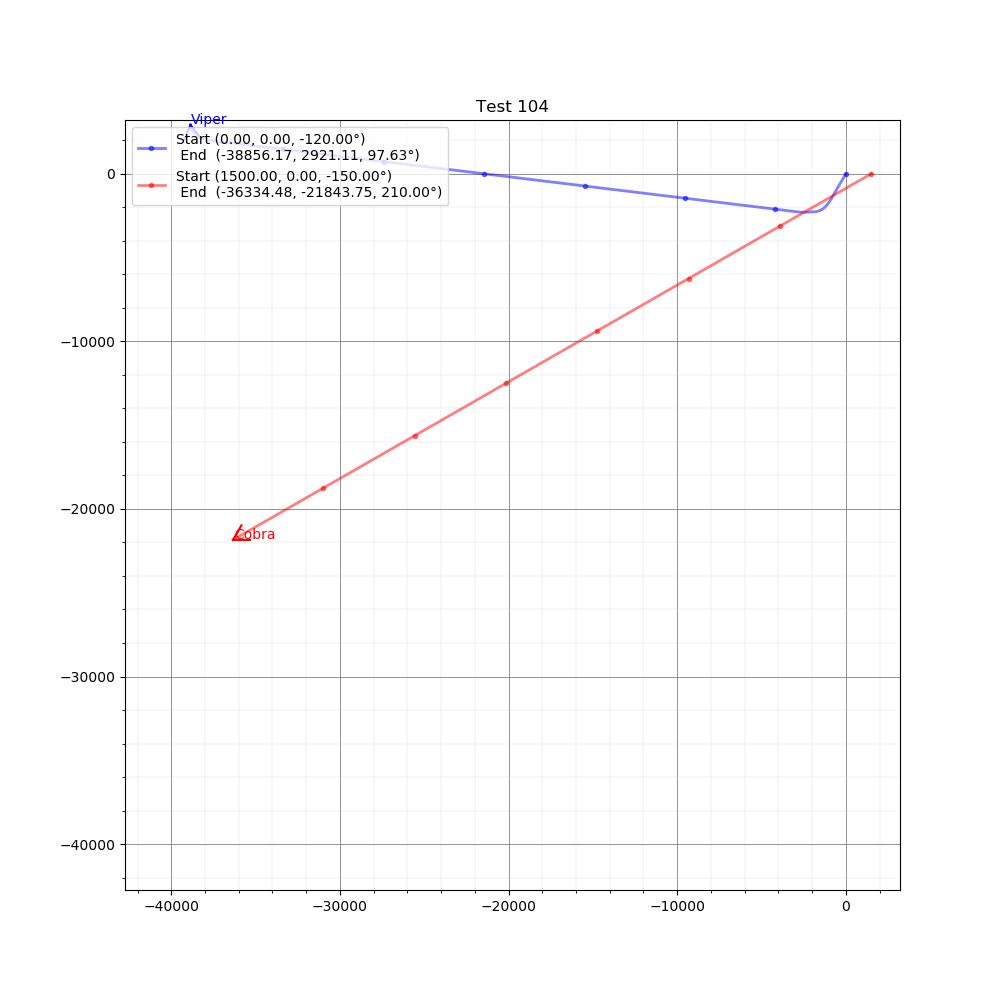 Test 104
Viper
Start (0.00, 0.00, -120.00°)
End  (-38856.17, 2921.11, 97.63°)
Start (1500.00, 0.00, -150.00°)
End  (-36334.48, -21843.75, 210.00°)
0
−10000
−20000
Cobra
−30000
−40000
−40000 −30000 −20000 −10000 0